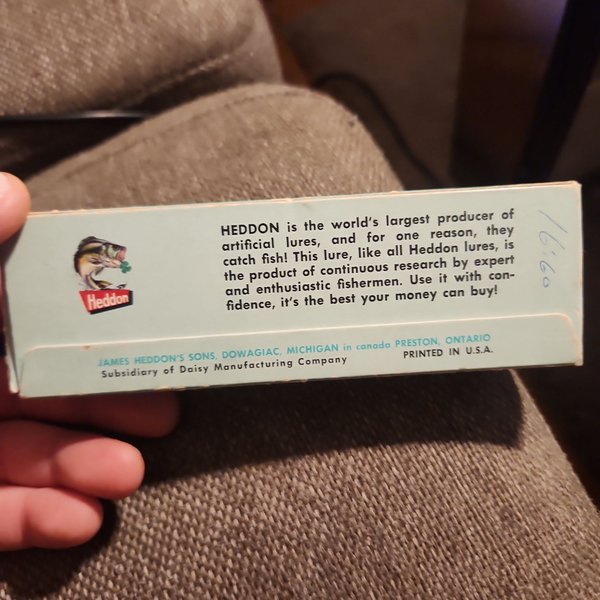 HEDDON is the world's largest producer of
artificial lures, and for one reason, they
catch fish! This lure, like all Heddon lures, is
the product of continuous research by expert
and enthusiastic fishermen. Use it with con-
fidence, it's the best your money can buy!
Heddon
16.60
JAMES HEDDON'S SONS, DOWAGIAC, MICHIGAN in canada PRESTON, ONTARIO
Subsidiary of Daisy Manufacturing Company PRINTED IN U.S.A.